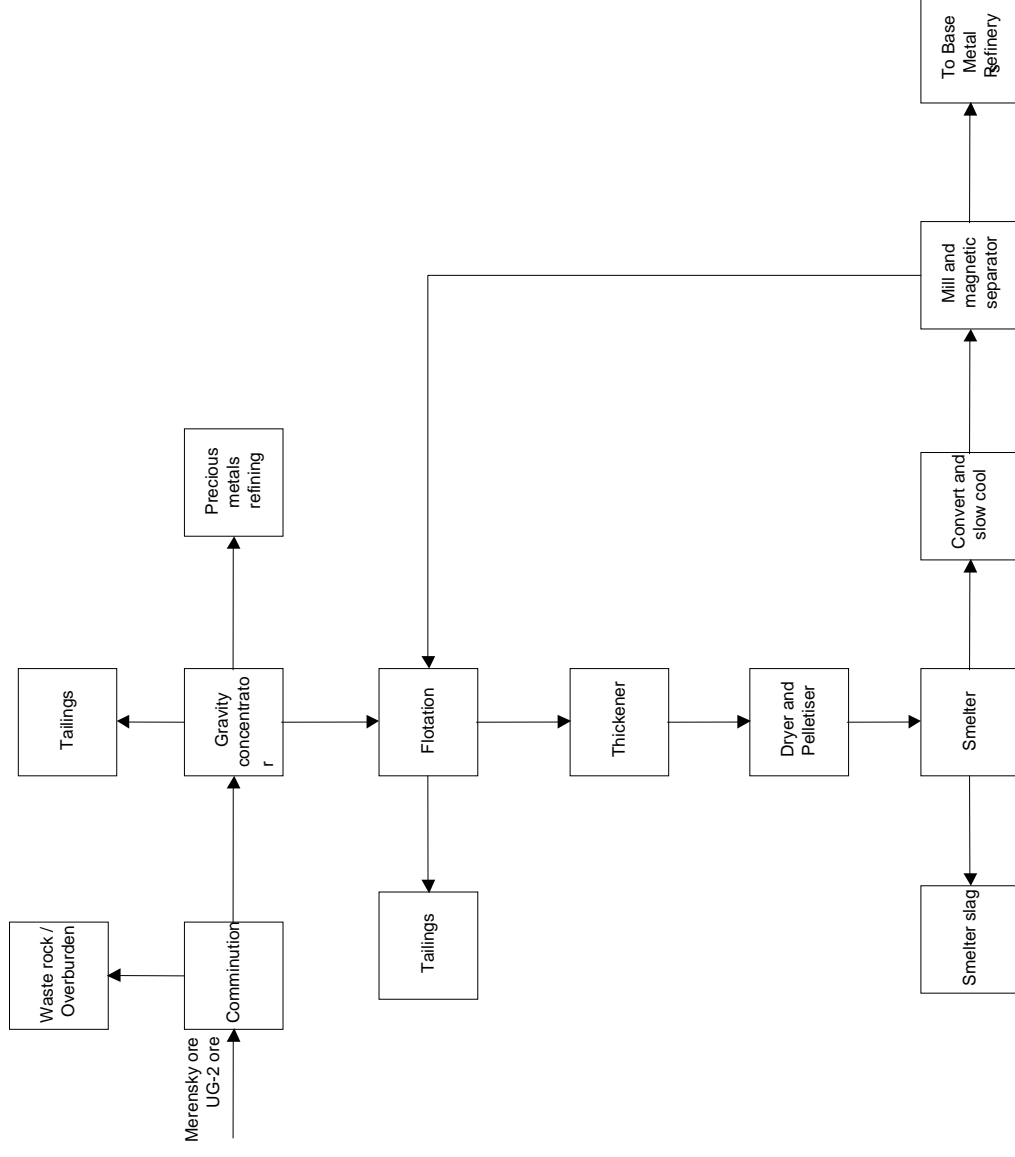 Waste rock /
Overburden
Tailings
Merensky ore
UG-2 ore
Comminution
Gravity
concentrato
r
Precious
metals
refining
Tailings
Flotation
Thickener
Dryer and
Pelletiser
Smelter slag
Smelter
Convert and
slow cool
Mill and
magnetic
separator
To Base
Metal
Refinery
s